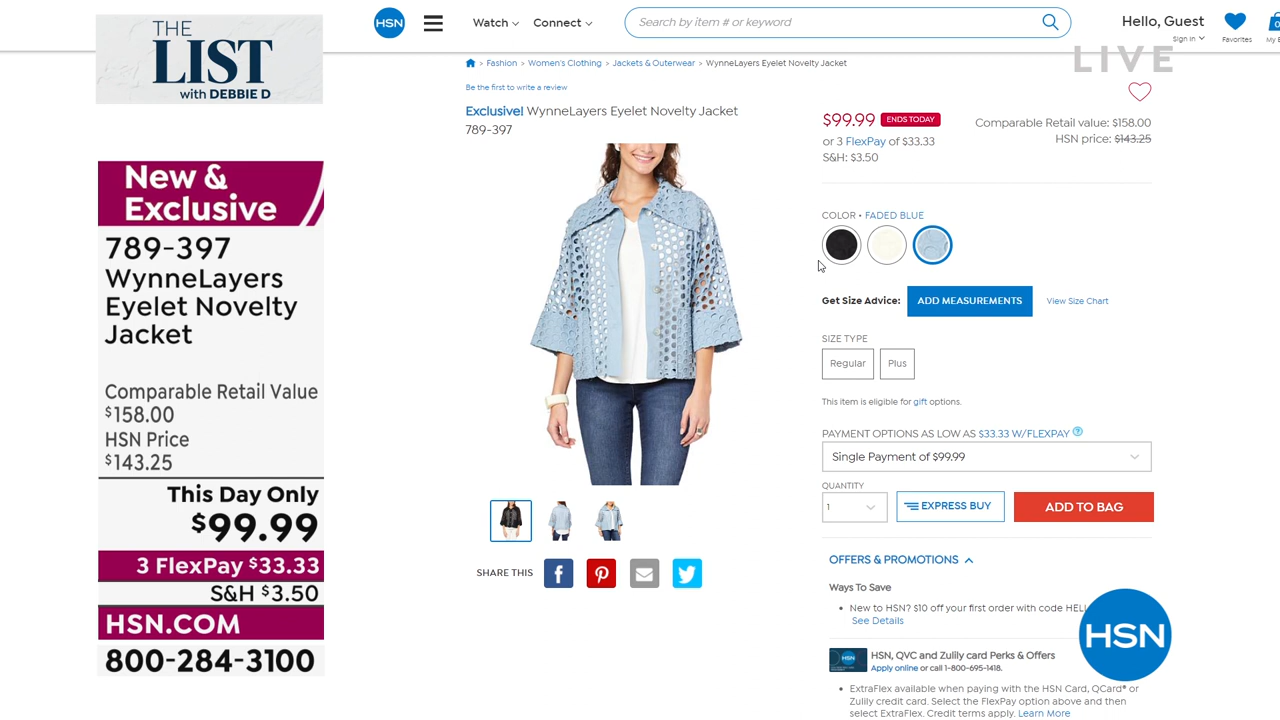 THE
LIST
with DEBBIE D
New &
Exclusive
789-397
WynneLayers
Eyelet Novelty
Jacket
Comparable Retail Value
$158.00
HSN Price
$143.25
This Day Only
$99.99
3 FlexPay $33.33
S&H $3.50
HSN.COM
800-284-3100
HSN
Watch
Connect
Search by item # or keyword
Hello, Guest
Sign In
Favorites
0
My B
LIVE
> Fashion > Women's Clothing > Jackets & Outerwear > WynneLayers Eyelet Novelty Jacket
Be the first to write a review
Exclusive! WynneLayers Eyelet Novelty Jacket
789-397
SHARE THIS
$99.99 ENDS TODAY
or 3 FlexPay of $33.33
S&H: $3.50
Comparable Retail value: $158.00
HSN price: $143.25
COLOR • FADED BLUE
Get Size Advice: ADD MEASUREMENTS View Size Chart
SIZE TYPE
Regular Plus
This item is eligible for gift options.
PAYMENT OPTIONS AS LOW AS $33.33 W/FLEXPAY ?
Single Payment of $99.99
QUANTITY
1
EXPRESS BUY
ADD TO BAG
OFFERS & PROMOTIONS
Ways To Save
• New to HSN? $10 off your first order with code HELL
See Details
HSN, QVC and Zulily card Perks & Offers
Apply online or call 1-800-695-1418.
• ExtraFlex available when paying with the HSN Card, QCard® or
Zulily credit card. Select the FlexPay option above and then
select ExtraFlex. Credit terms apply. Learn More
HSN